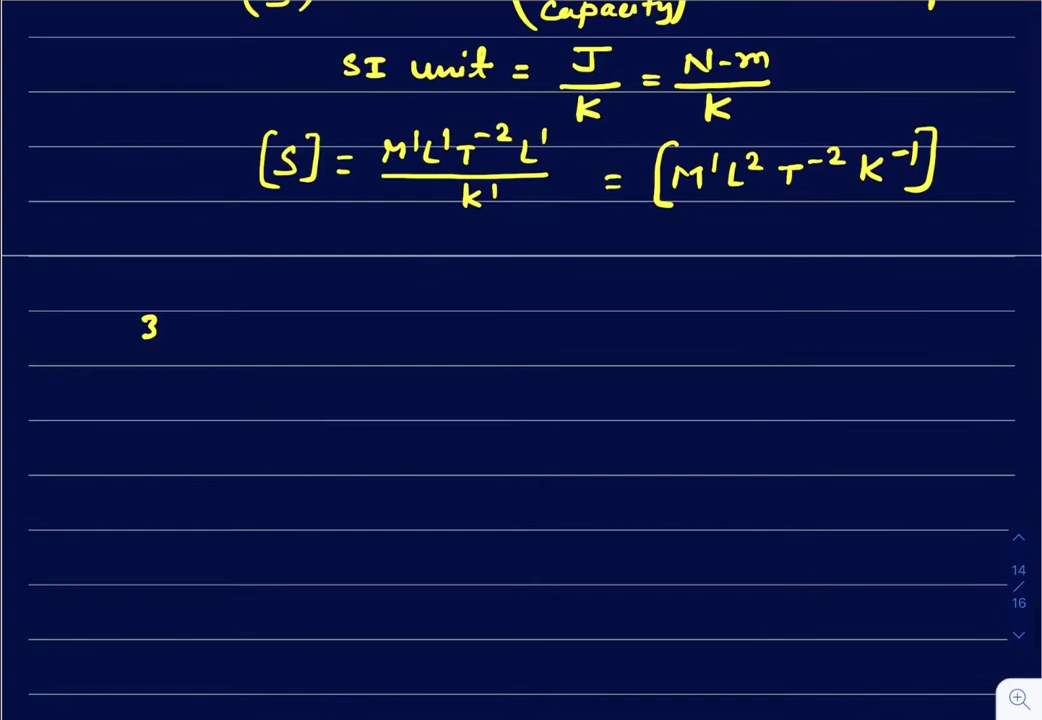 (S) (Capacity)
SI unit = J/K = N-m/K
[S] = M¹L¹T⁻²L¹/K¹ = [M¹L²T⁻²K⁻¹]
3
14
/
16